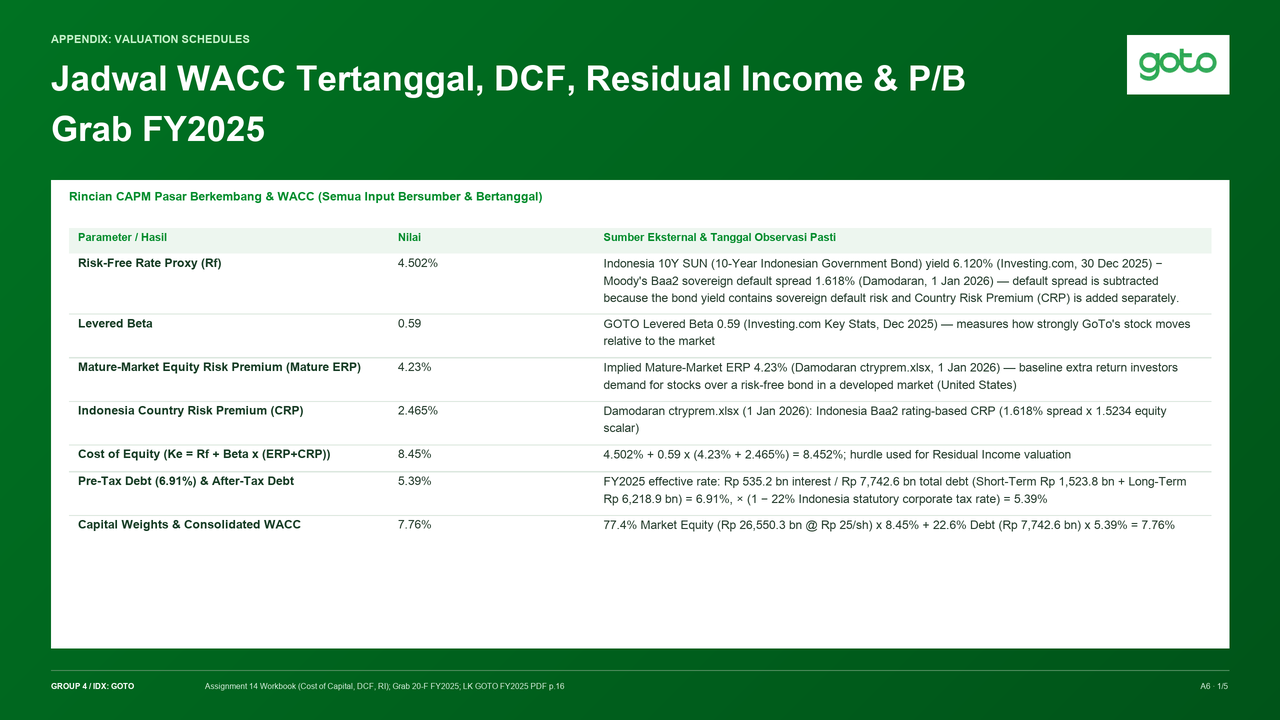 APPENDIX: VALUATION SCHEDULES
goto
Jadwal WACC Tertanggal, DCF, Residual Income & P/B
Grab FY2025
Rincian CAPM Pasar Berkembang & WACC (Semua Input Bersumber & Bertanggal)
Parameter / Hasil Nilai Sumber Eksternal & Tanggal Observasi Pasti
Risk-Free Rate Proxy (Rf) 4.502% Indonesia 10Y SUN (10-Year Indonesian Government Bond) yield 6.120% (Investing.com, 30 Dec 2025) −
Moody's Baa2 sovereign default spread 1.618% (Damodaran, 1 Jan 2026) — default spread is subtracted
because the bond yield contains sovereign default risk and Country Risk Premium (CRP) is added separately.
Levered Beta 0.59 GOTO Levered Beta 0.59 (Investing.com Key Stats, Dec 2025) — measures how strongly GoTo's stock moves
relative to the market
Mature-Market Equity Risk Premium (Mature ERP) 4.23% Implied Mature-Market ERP 4.23% (Damodaran ctryprem.xlsx, 1 Jan 2026) — baseline extra return investors
demand for stocks over a risk-free bond in a developed market (United States)
Indonesia Country Risk Premium (CRP) 2.465% Damodaran ctryprem.xlsx (1 Jan 2026): Indonesia Baa2 rating-based CRP (1.618% spread x 1.5234 equity
scalar)
Cost of Equity (Ke = Rf + Beta x (ERP+CRP)) 8.45% 4.502% + 0.59 x (4.23% + 2.465%) = 8.452%; hurdle used for Residual Income valuation
Pre-Tax Debt (6.91%) & After-Tax Debt 5.39% FY2025 effective rate: Rp 535.2 bn interest / Rp 7,742.6 bn total debt (Short-Term Rp 1,523.8 bn + Long-Term
Rp 6,218.9 bn) = 6.91%, × (1 − 22% Indonesia statutory corporate tax rate) = 5.39%
Capital Weights & Consolidated WACC 7.76% 77.4% Market Equity (Rp 26,550.3 bn @ Rp 25/sh) x 8.45% + 22.6% Debt (Rp 7,742.6 bn) x 5.39% = 7.76%
GROUP 4 / IDX: GOTO Assignment 14 Workbook (Cost of Capital, DCF, RI); Grab 20-F FY2025; LK GOTO FY2025 PDF p.16 A6 · 1/5